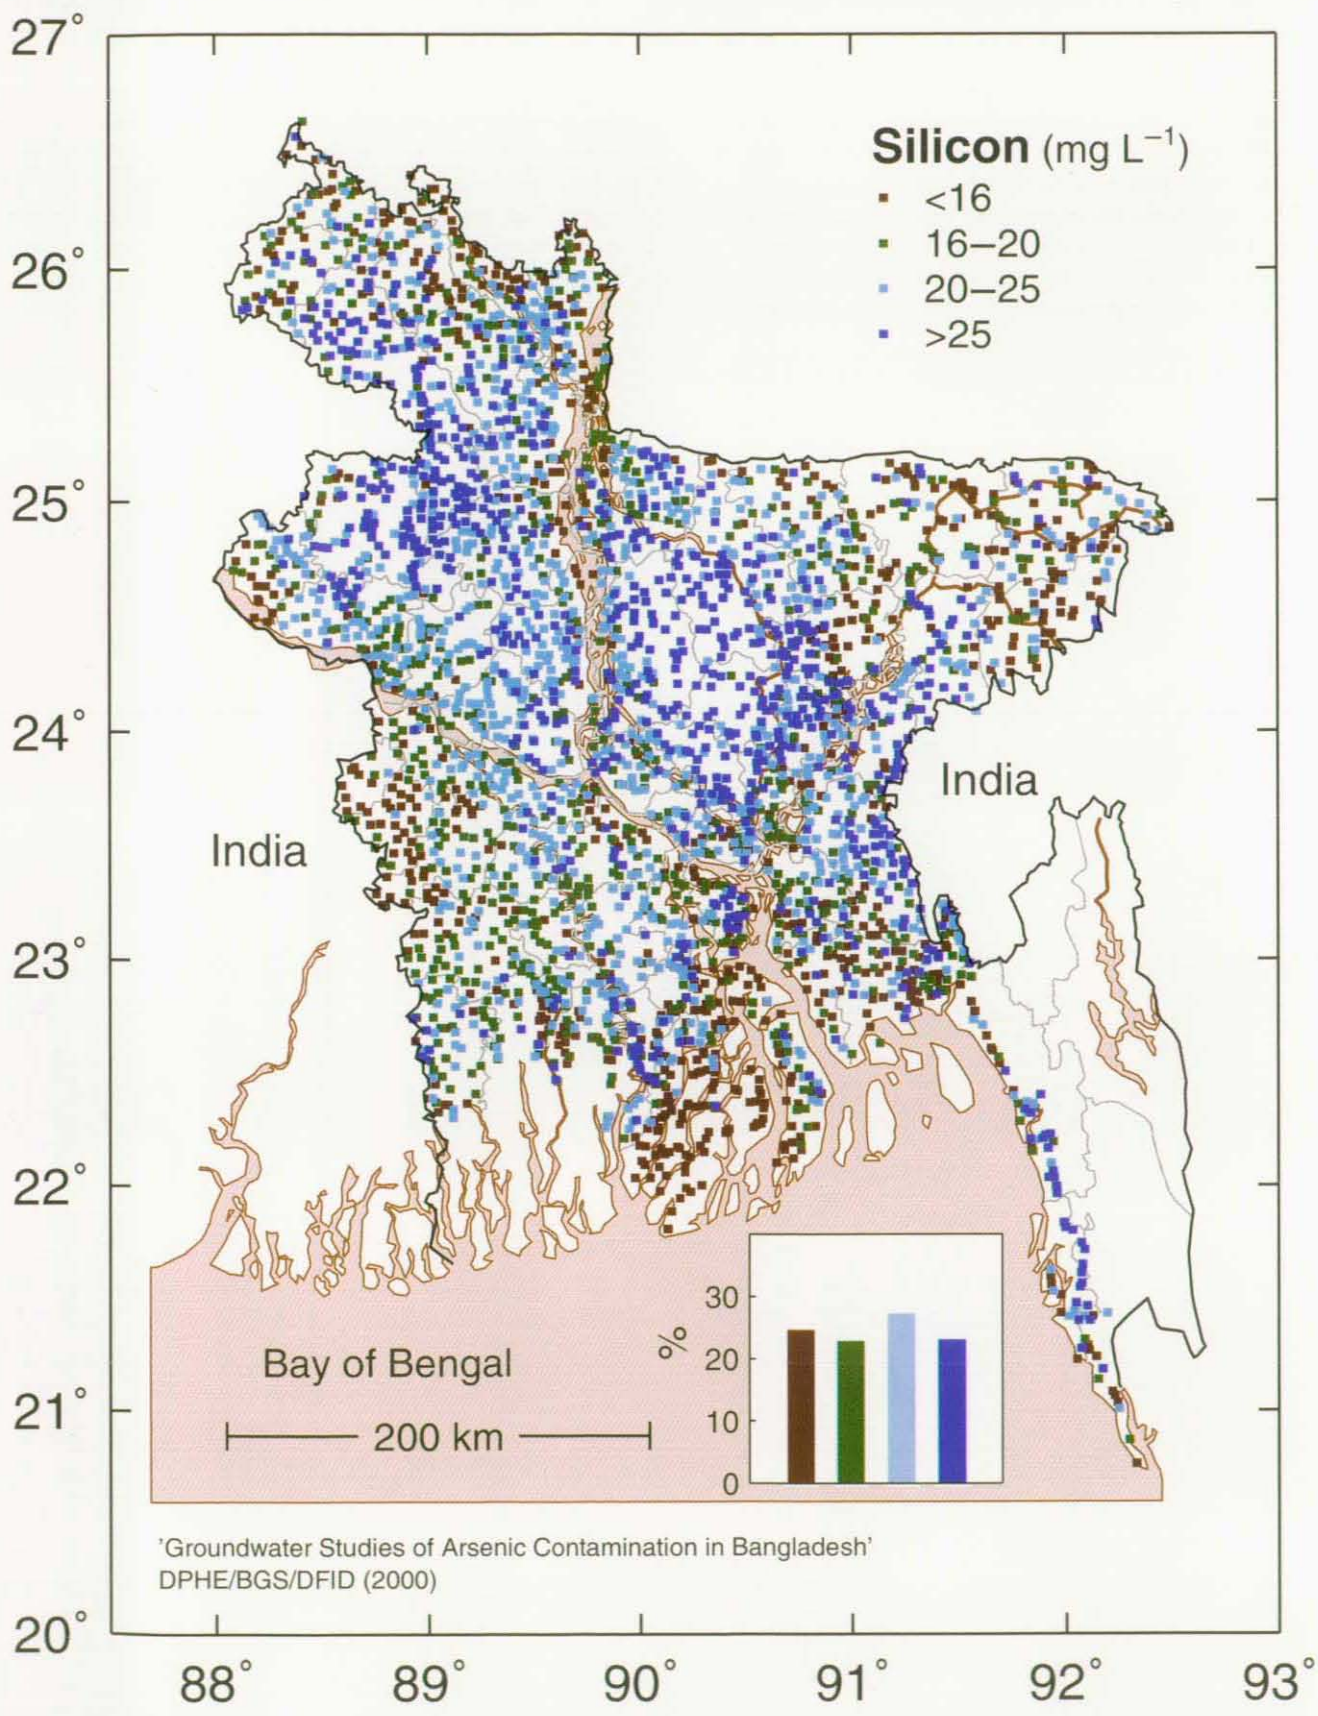 27°
26°
25°
24°
23°
22°
21°
20°
Silicon (mg L⁻¹)
<16
16–20
20–25
>25
India
India
Bay of Bengal
200 km
%
30
20
10
0
'Groundwater Studies of Arsenic Contamination in Bangladesh'
DPHE/BGS/DFID (2000)
88° 89° 90° 91° 92° 93°